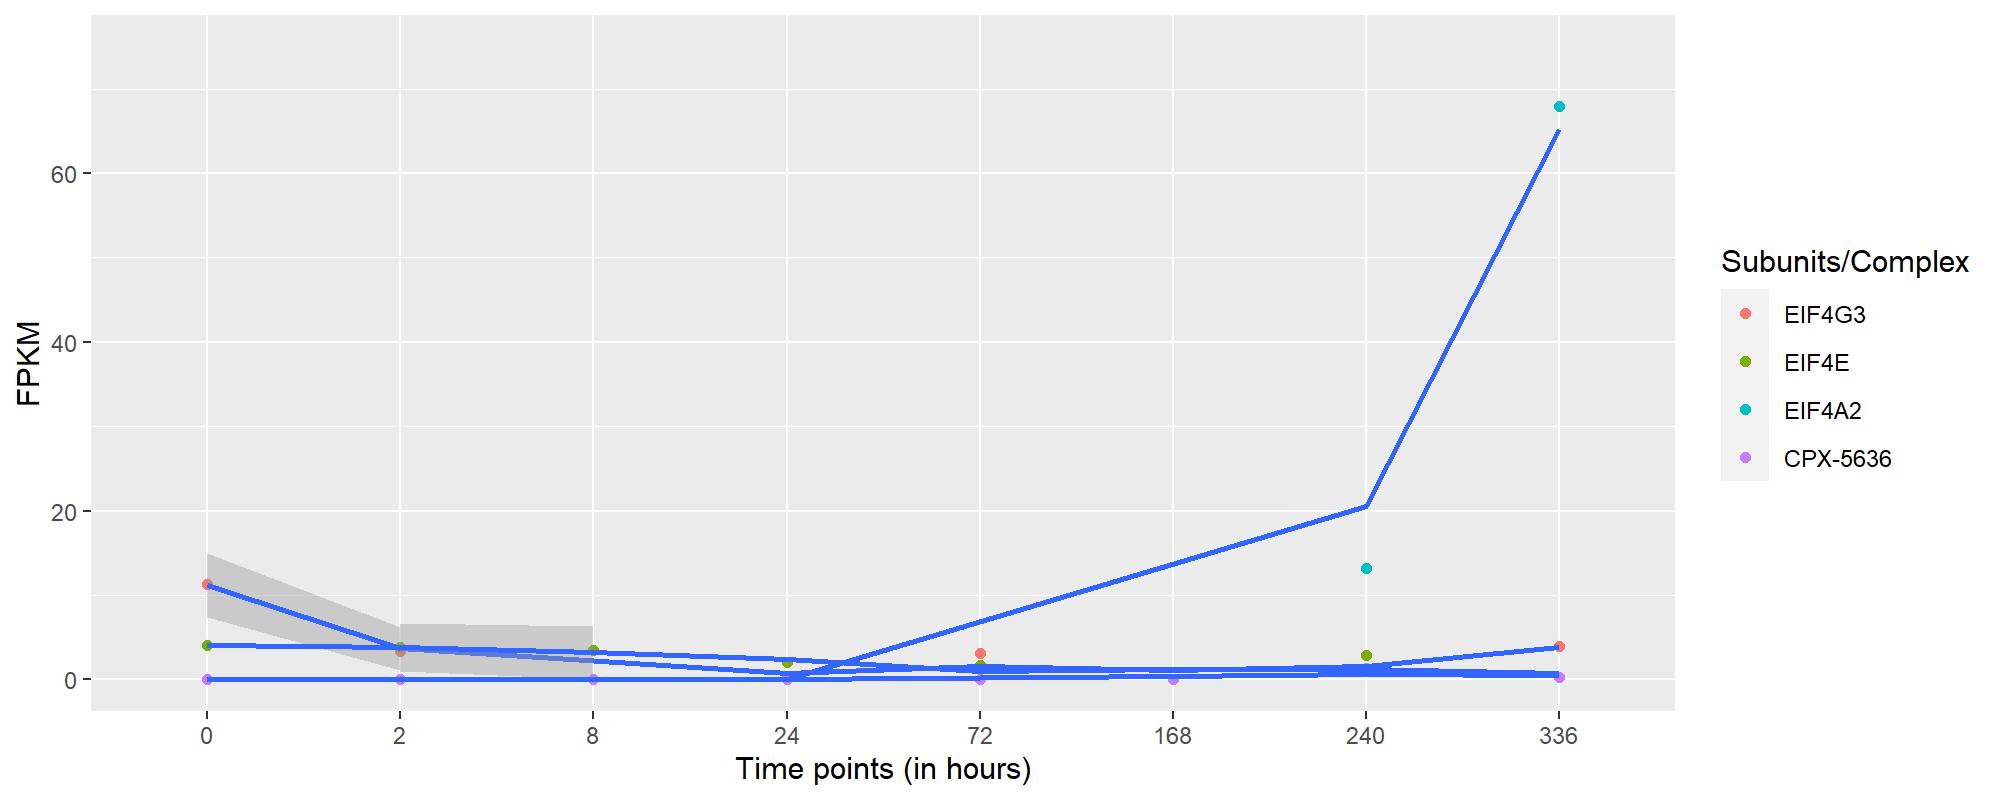 FPKM
60
40
20
0
0 2 8 24 72 168 240 336
Time points (in hours)
Subunits/Complex
EIF4G3
EIF4E
EIF4A2
CPX-5636